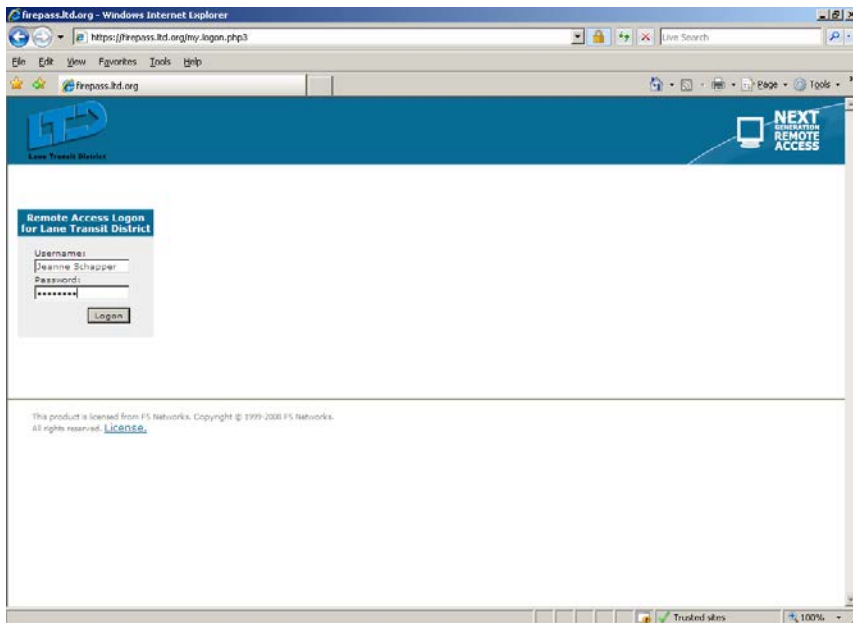 firepass.ltd.org - Windows Internet Explorer
https://firepass.ltd.org/my.logon.php3
Live Search
File Edit View Favorites Tools Help
firepass.ltd.org
Page
Tools
LTD
Lane Transit District
NEXT
GENERATION
REMOTE
ACCESS
Remote Access Logon
for Lane Transit District
Username:
Jeanne Schapper
Password:
••••••••
Logon
This product is licensed from F5 Networks. Copyright © 1999-2008 F5 Networks.
All rights reserved. License.
Trusted sites
100%